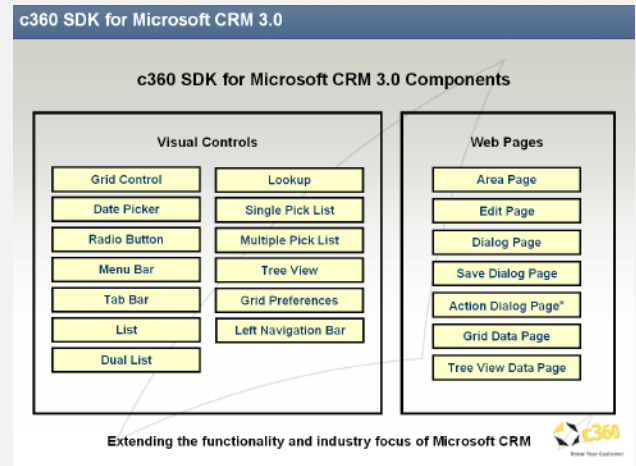 c360 SDK for Microsoft CRM 3.0
c360 SDK for Microsoft CRM 3.0 Components
Visual Controls
Grid Control
Date Picker
Radio Button
Menu Bar
Tab Bar
List
Dual List
Lookup
Single Pick List
Multiple Pick List
Tree View
Grid Preferences
Left Navigation Bar
Web Pages
Area Page
Edit Page
Dialog Page
Save Dialog Page
Action Dialog Page*
Grid Data Page
Tree View Data Page
Extending the functionality and industry focus of Microsoft CRM
c360
Know Your Customer